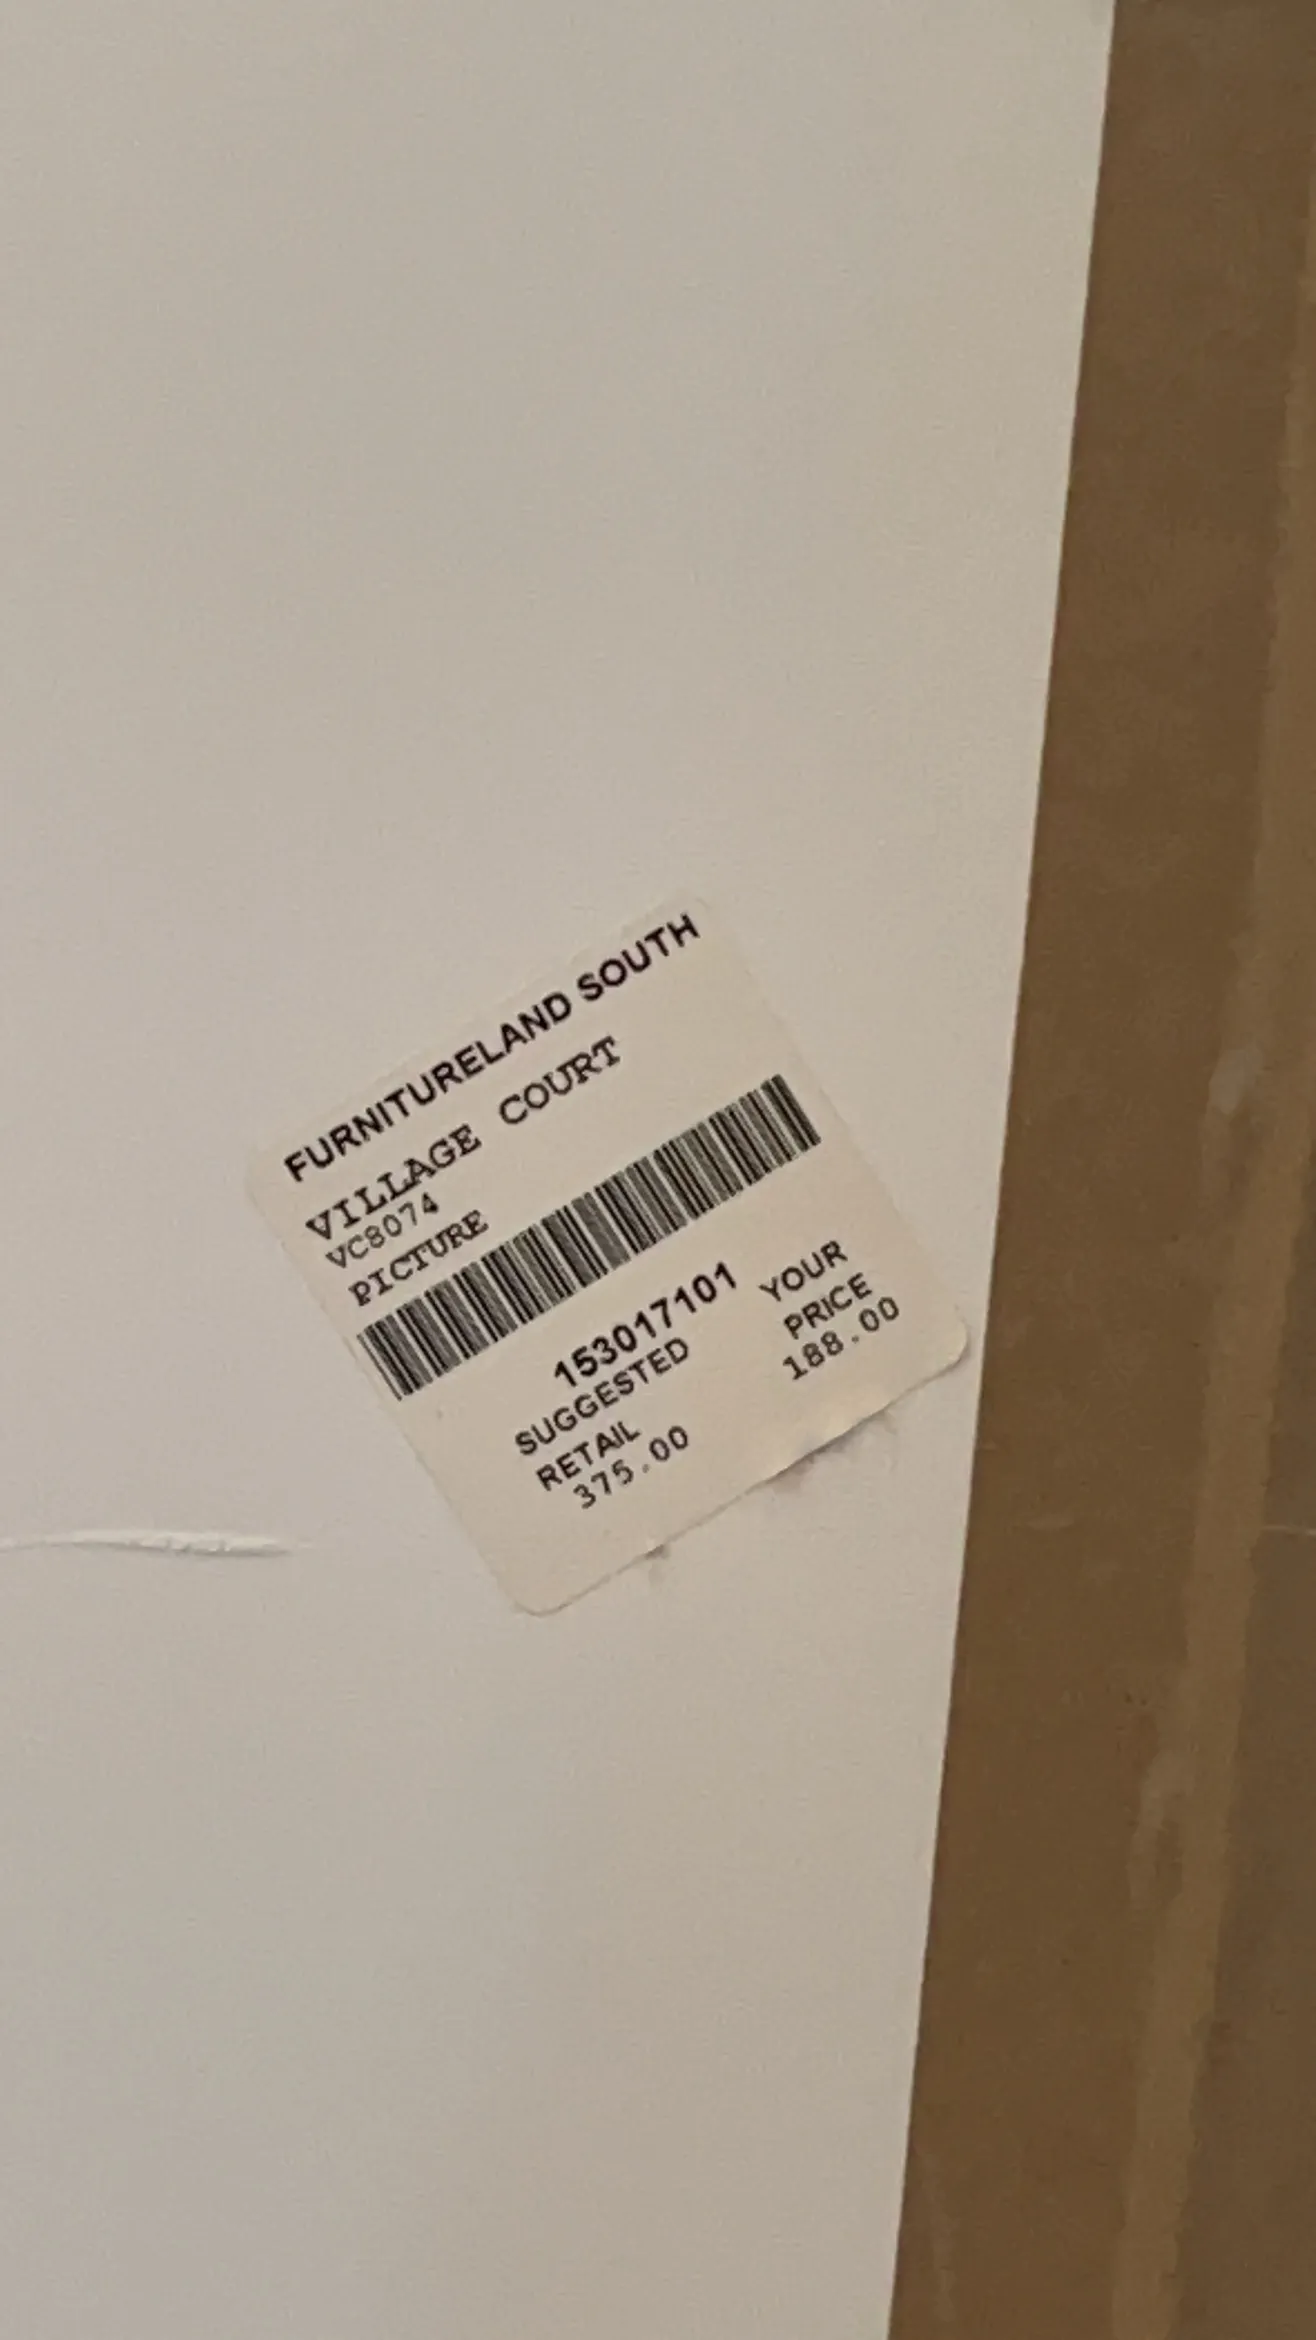 FURNITURELAND SOUTH
VILLAGE COURT
VC8074
PICTURE
153017101
SUGGESTED
RETAIL
375.00
YOUR
PRICE
188.00